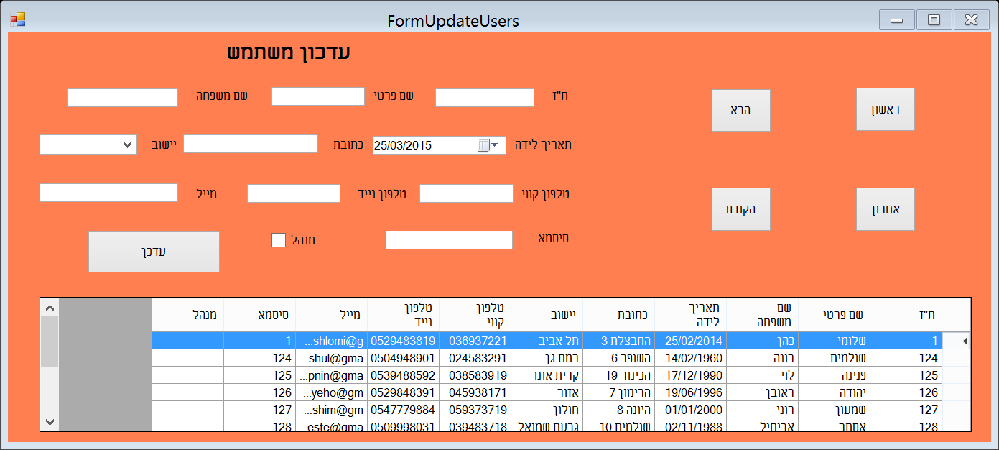 FormUpdateUsers
עדכון משתמש
ת"ז שם פרטי שם משפחה
ראשון הבא
תאריך לידה 25/03/2015 כתובת יישוב
טלפון קווי טלפון נייד מייל
אחרון הקודם
סיסמא מנהל
עדכן
ת"ז שם פרטי שם משפחה תאריך לידה כתובת יישוב טלפון קווי טלפון נייד מייל סיסמא מנהל
1 שלומי כהן 25/02/2014 החבצלת 3 תל אביב 036937221 0529483819 shlomi@g... 1
124 שולמית רונה 14/02/1960 השופר 6 רמת גן 024583291 0504948901 shul@gma... 124
125 פנינה לוי 17/12/1990 הכינור 19 קרית אונו 038583919 0539488592 pnin@gma... 125
126 יהודה ראובן 19/06/1996 הרימון 7 אזור 045938171 0529848391 yeho@gm... 126
127 שמעון רוני 01/01/2000 היונה 8 חולון 059373719 0547779884 shim@gm... 127
128 אסתר אביחיל 02/11/1988 שולמית 10 גבעת שמואל 039483718 0509998031 este@gma... 128